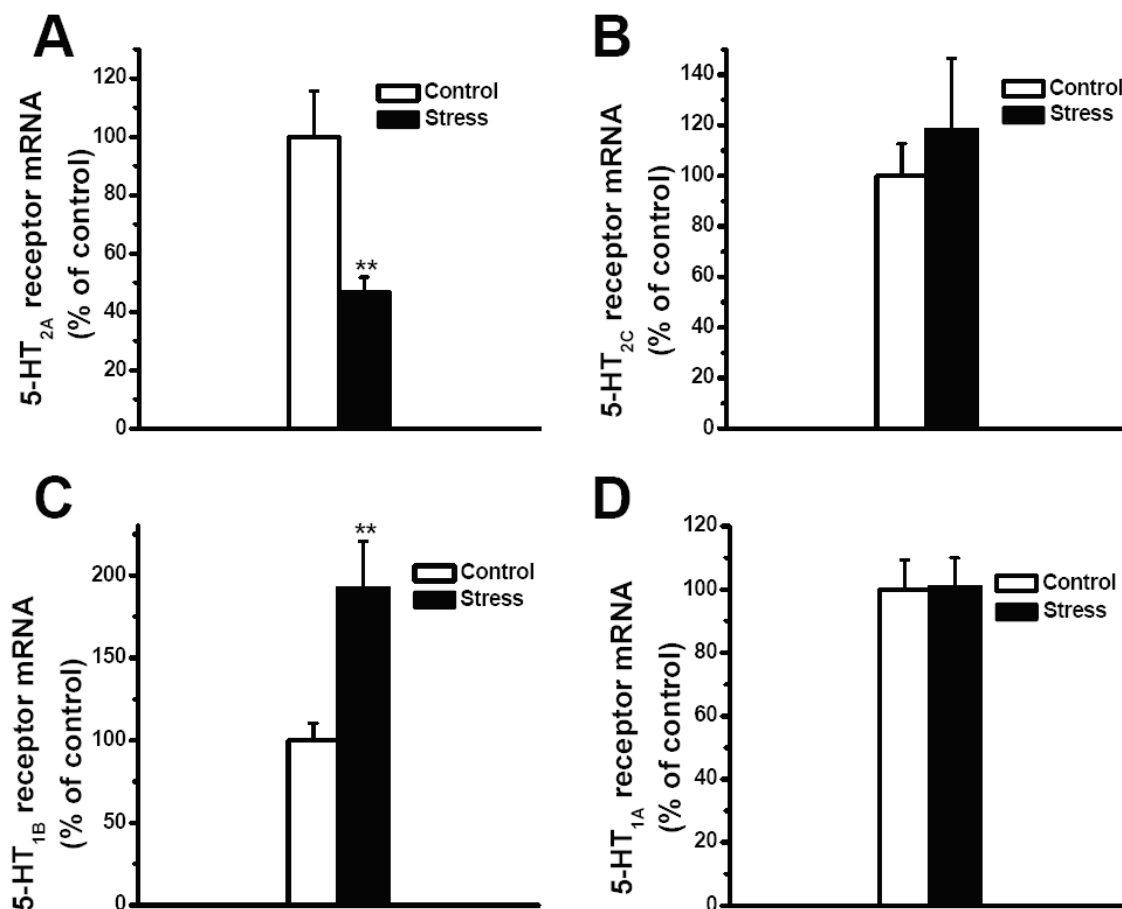 A
5-HT2A receptor mRNA
(% of control)
120
100
80
60
40
20
0
**
Control
Stress
B
5-HT2C receptor mRNA
(% of control)
140
120
100
80
60
40
20
0
Control
Stress
C
5-HT1B receptor mRNA
(% of control)
200
150
100
50
0
**
Control
Stress
D
5-HT1A receptor mRNA
(% of control)
120
100
80
60
40
20
0
Control
Stress